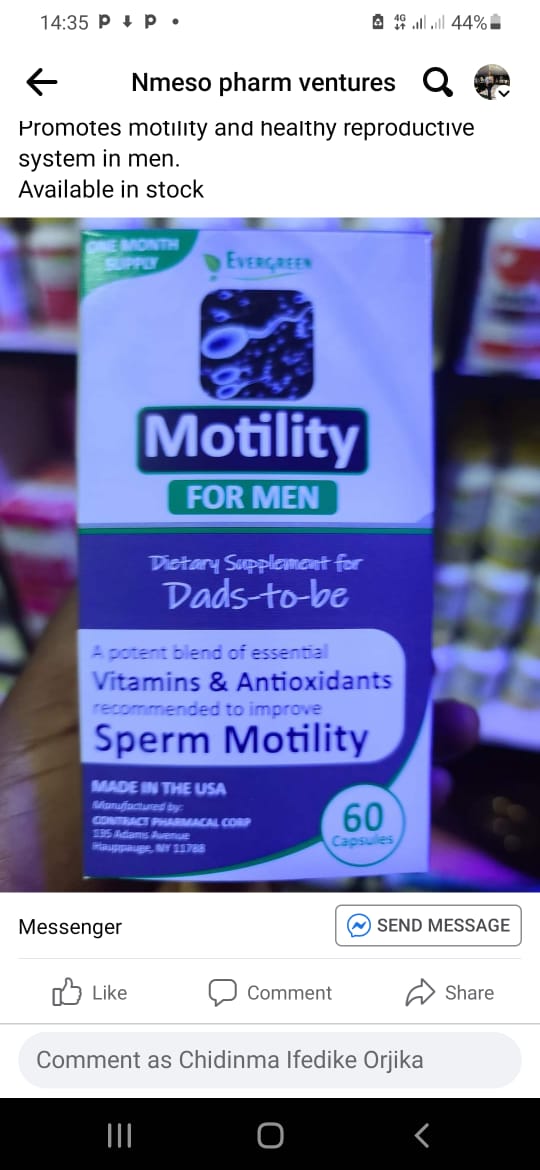 14:35
4G
44%
Nmeso pharm ventures
Promotes motility and healthy reproductive
system in men.
Available in stock
ONE MONTH
SUPPLY
EVERGREEN
Motility
FOR MEN
Dietary Supplement for
Dads-to-be
A potent blend of essential
Vitamins & Antioxidants
recommended to improve
Sperm Motility
MADE IN THE USA
Manufactured by:
CONTRACT PHARMACAL CORP
135 Adams Avenue
Hauppauge, NY 11788
60
Capsules
Messenger
SEND MESSAGE
Like
Comment
Share
Comment as Chidinma Ifedike Orjika